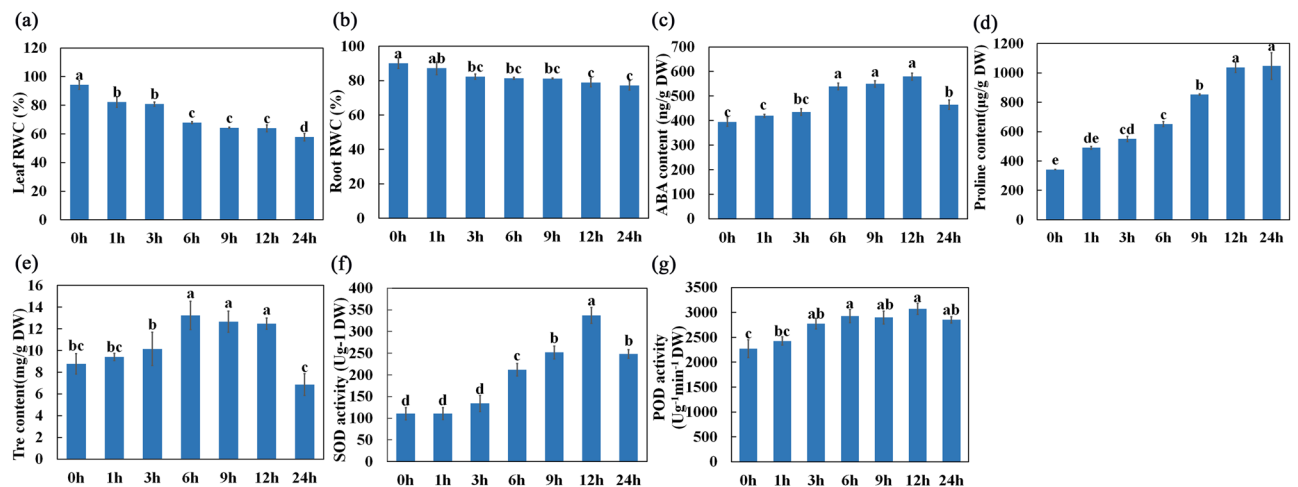 (a)
Leaf RWC (%)
120
100
80
60
40
20
0
a
b
b
c
c
c
d
0h 1h 3h 6h 9h 12h 24h
(b)
Root RWC (%)
100
80
60
40
20
0
a
ab
bc
bc
bc
c
c
0h 1h 3h 6h 9h 12h 24h
(c)
ABA content (ng/g DW)
700
600
500
400
300
200
100
0
c
c
bc
a
a
a
b
0h 1h 3h 6h 9h 12h 24h
(d)
Proline content(μg/g DW)
1200
1000
800
600
400
200
0
e
de
cd
c
b
a
a
0h 1h 3h 6h 9h 12h 24h
(e)
Tre content(mg/g DW)
16
14
12
10
8
6
4
2
0
bc
bc
b
a
a
a
c
0h 1h 3h 6h 9h 12h 24h
(f)
SOD activity (Ug-1 DW)
400
350
300
250
200
150
100
50
0
d
d
d
c
b
a
b
0h 1h 3h 6h 9h 12h 24h
(g)
POD activity
(Ug⁻¹min⁻¹ DW)
3500
3000
2500
2000
1500
1000
500
0
c
bc
ab
a
ab
a
ab
0h 1h 3h 6h 9h 12h 24h